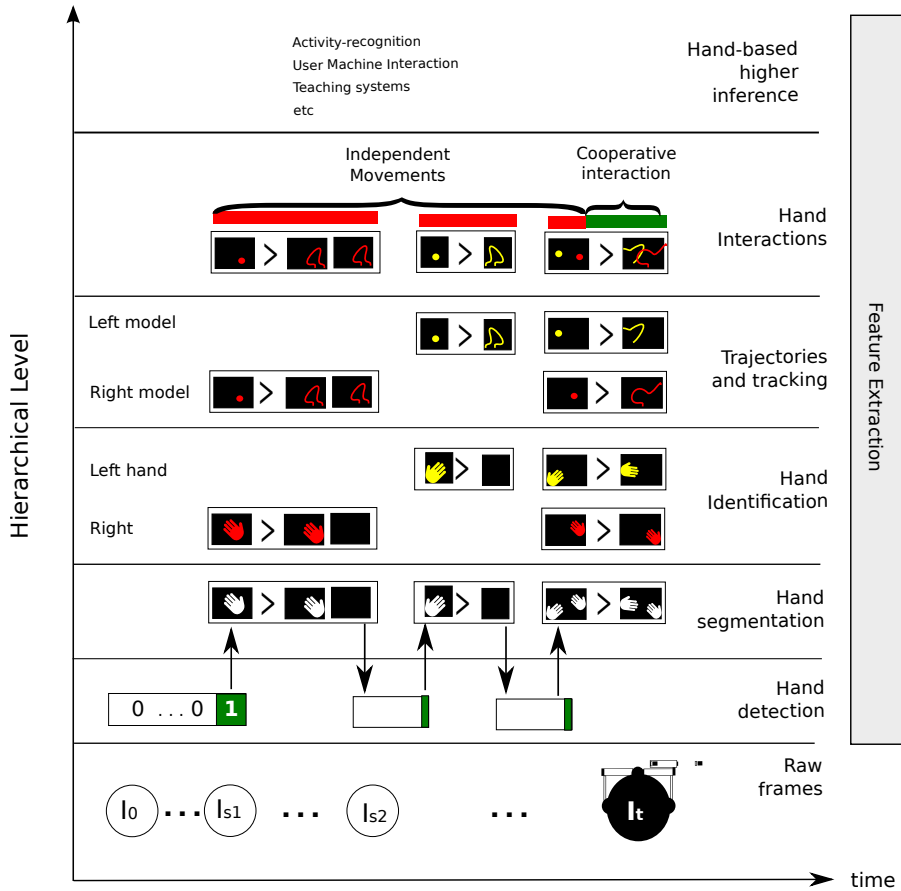 Activity-recognition
User Machine Interaction
Teaching systems
etc
Hand-based
higher
inference
Independent
Movements
Cooperative
interaction
Hand
Interactions
Left model
Right model
Trajectories
and tracking
Left hand
Right
Hand
Identification
Hand
segmentation
0 ...0 1
Hand
detection
I0 ... Is1 ... Is2 ... It
Raw
frames
time
Hierarchical Level
Feature Extraction